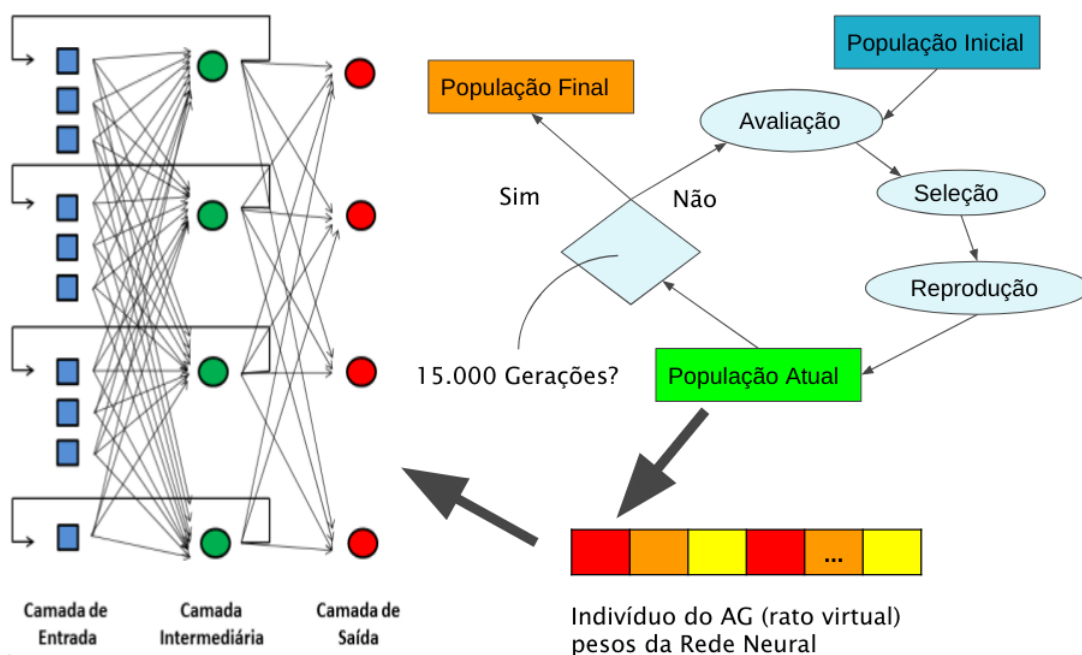 População Inicial
População Final
Avaliação
Sim
Não
Seleção
Reprodução
15.000 Gerações?
População Atual
...
Indivíduo do AG (rato virtual)
pesos da Rede Neural
Camada de
Entrada
Camada
Intermediária
Camada de
Saída